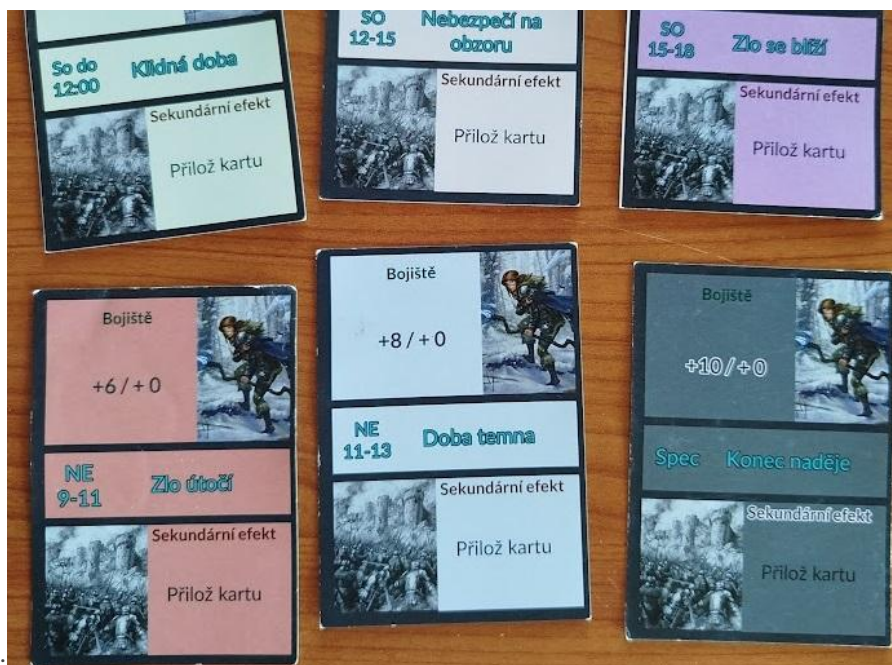 So do
12:00
Klidná doba
Sekundární efekt
Přilož kartu
SO
12-15
Nebezpečí na
obzoru
Sekundární efekt
Přilož kartu
SO
15-18
Zlo se blíží
Sekundární efekt
Přilož kartu
Bojiště
+6 / + 0
NE
9-11
Zlo útočí
Sekundární efekt
Přilož kartu
Bojiště
+8 / + 0
NE
11-13
Doba temna
Sekundární efekt
Přilož kartu
Bojiště
+10 / + 0
Spec
Konec naděje
Sekundární efekt
Přilož kartu